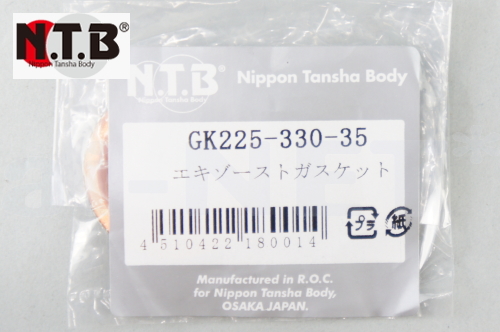 N.T.B®
Nippon Tansha Body
N.T.B® Nippon Tansha Body
Nippon Tansha Body
GK225-330-35
エキゾーストガスケット
4 510422 180014
プラ 紙
Manufactured in R.O.C.
for Nippon Tansha Body,
OSAKA JAPAN.